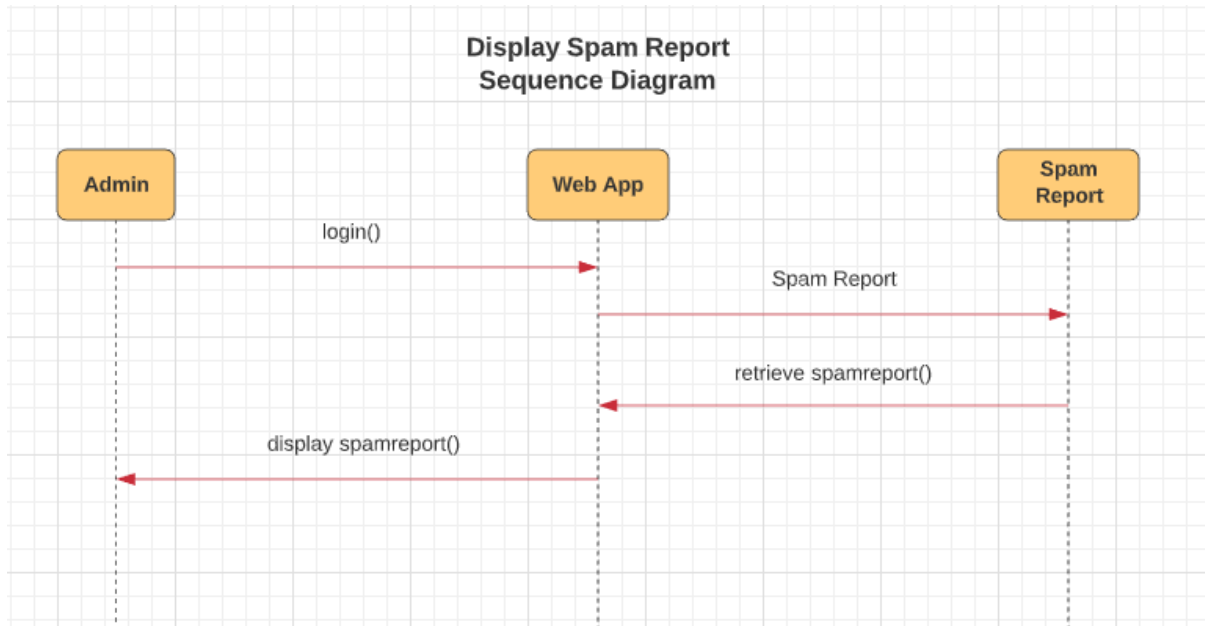 Display Spam Report
Sequence Diagram
Admin
Web App
Spam
Report
login()
Spam Report
retrieve spamreport()
display spamreport()